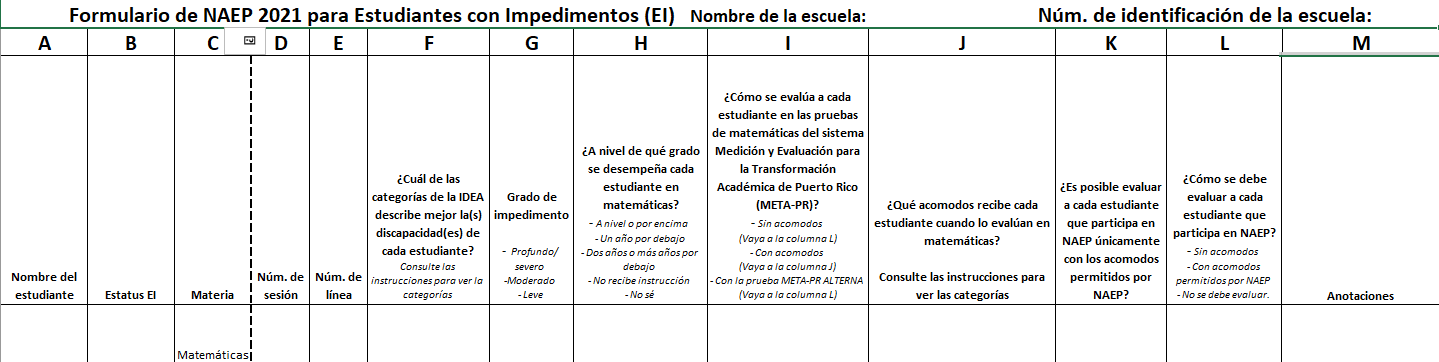 Formulario de NAEP 2021 para Estudiantes con Impedimentos (EI) Nombre de la escuela: Núm. de identificación de la escuela:
A B C D E F G H I J K L M
Nombre del
estudiante
Estatus EI
Materia
Núm. de
sesión
Núm. de
línea
¿Cuál de las
categorías de la IDEA
describe mejor la(s)
discapacidad(es) de
cada estudiante?
Consulte las
instrucciones para ver la
categorías
Grado de
impedimento
- Profundo/
severo
-Moderado
- Leve
¿A nivel de qué grado
se desempeña cada
estudiante en
matemáticas?
- A nivel o por encima
- Un año por debajo
- Dos años o más años por
debajo
- No recibe instrucción
- No sé
¿Cómo se evalúa a cada
estudiante en las pruebas
de matemáticas del sistema
Medición y Evaluación para
la Transformación
Académica de Puerto Rico
(META-PR)?
- Sin acomodos
(Vaya a la columna L)
- Con acomodos
(Vaya a la columna J)
- Con la prueba META-PR ALTERNA
(Vaya a la columna L)
¿Qué acomodos recibe cada
estudiante cuando lo evalúan en
matemáticas?
Consulte las instrucciones para
ver las categorías
¿Es posible evaluar
a cada estudiante
que participa en
NAEP únicamente
con los acomodos
permitidos por
NAEP?
¿Cómo se debe
evaluar a cada
estudiante que
participa en NAEP?
- Sin acomodos
- Con acomodos
permitidos por NAEP
- No se debe evaluar.
Anotaciones
Matemáticas